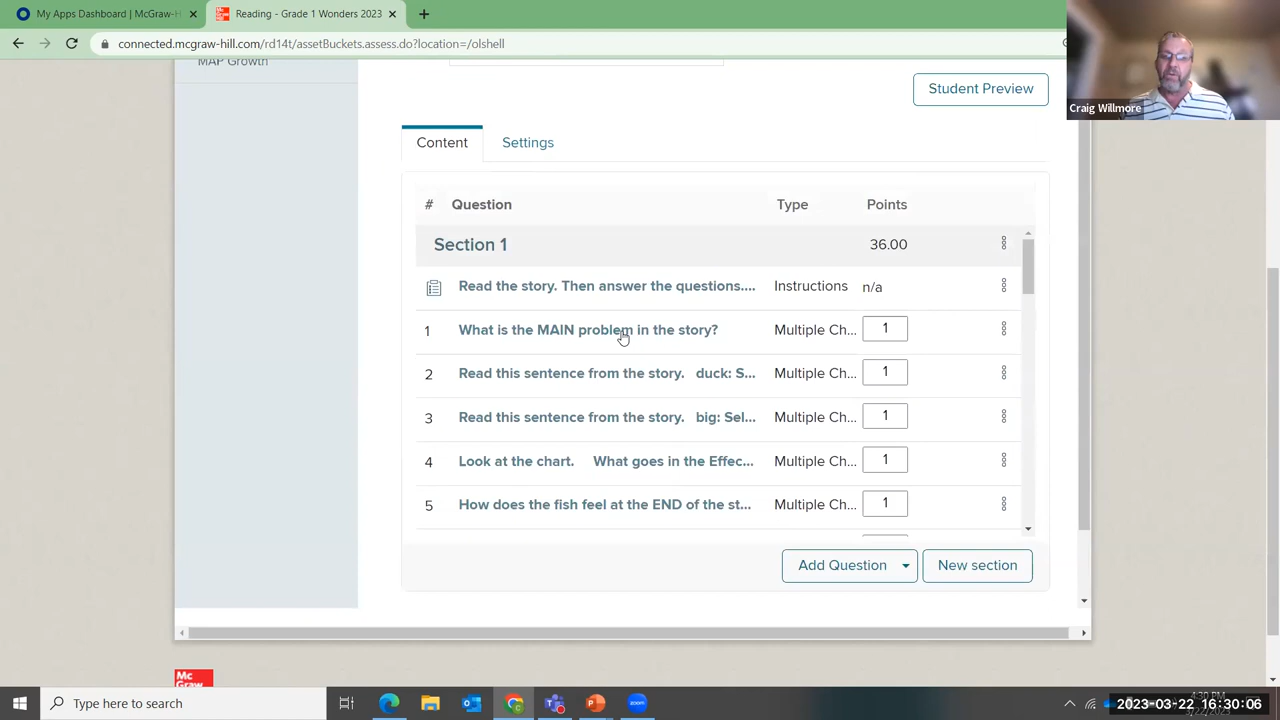 My Apps Dashboard | McGraw-H
Reading - Grade 1 Wonders 2023
connected.mcgraw-hill.com/rd14t/assetBuckets.assess.do?location=/olshell
MAP Growth
Student Preview
Craig Willmore
Content
Settings
# Question Type Points
Section 1 36.00
Read the story. Then answer the questions.... Instructions n/a
1 What is the MAIN problem in the story? Multiple Ch... 1
2 Read this sentence from the story. duck: S... Multiple Ch... 1
3 Read this sentence from the story. big: Sel... Multiple Ch... 1
4 Look at the chart. What goes in the Effec... Multiple Ch... 1
5 How does the fish feel at the END of the st... Multiple Ch... 1
Add Question
New section
Mc
Graw
Type here to search
zoom
4:30 PM
2023-03-22 16:30:06